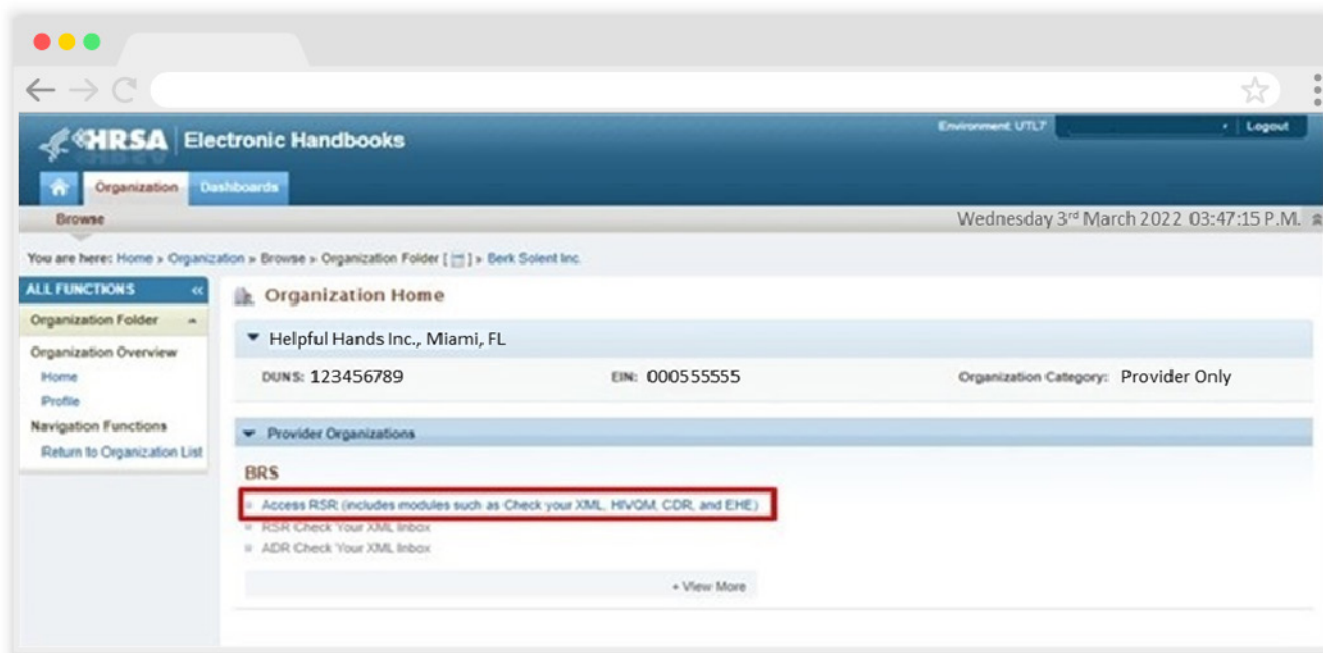 HRSA Electronic Handbooks
Environment UTL7 Logout
Organization Dashboards
Browse Wednesday 3rd March 2022 03:47:15 P.M.
You are here: Home » Organization » Browse » Organization Folder [ ] » Berk Solent Inc.
ALL FUNCTIONS «
Organization Folder
Organization Overview
Home
Profile
Navigation Functions
Return to Organization List
Organization Home
Helpful Hands Inc., Miami, FL
DUNS: 123456789 EIN: 000555555 Organization Category: Provider Only
Provider Organizations
BRS
Access RSR (includes modules such as Check your XML, HIVQM, CDR, and EHE)
RSR Check Your XML Inbox
ADR Check Your XML Inbox
+ View More